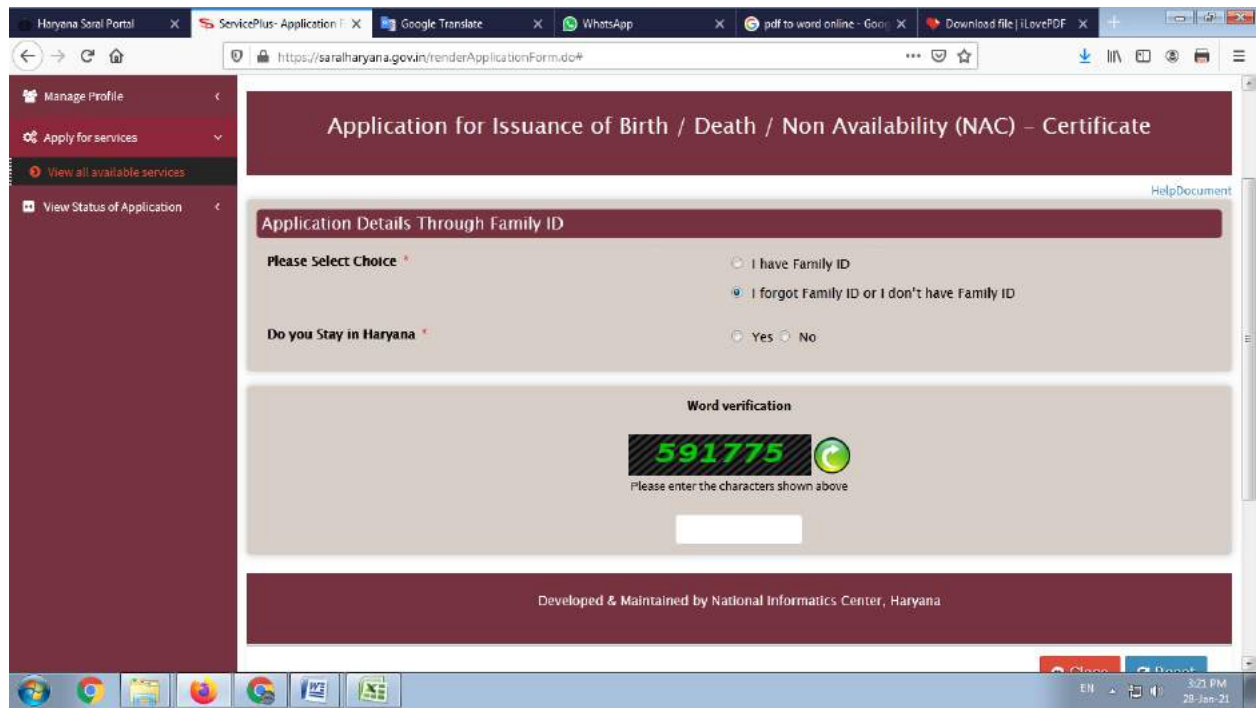 Haryana Saral Portal
ServicePlus- Application F
Google Translate
WhatsApp
pdf to word online - Goog
Download file | iLovePDF
https://saralharyana.gov.in/renderApplicationForm.do#
Manage Profile
Apply for services
View all available services
View Status of Application
Application for Issuance of Birth / Death / Non Availability (NAC) – Certificate
HelpDocument
Application Details Through Family ID
Please Select Choice *
I have Family ID
I forgot Family ID or I don't have Family ID
Do you Stay in Haryana *
Yes No
Word verification
591775
Please enter the characters shown above
Developed & Maintained by National Informatics Center, Haryana
Close Reset
EN
3:21 PM
28-Jan-21